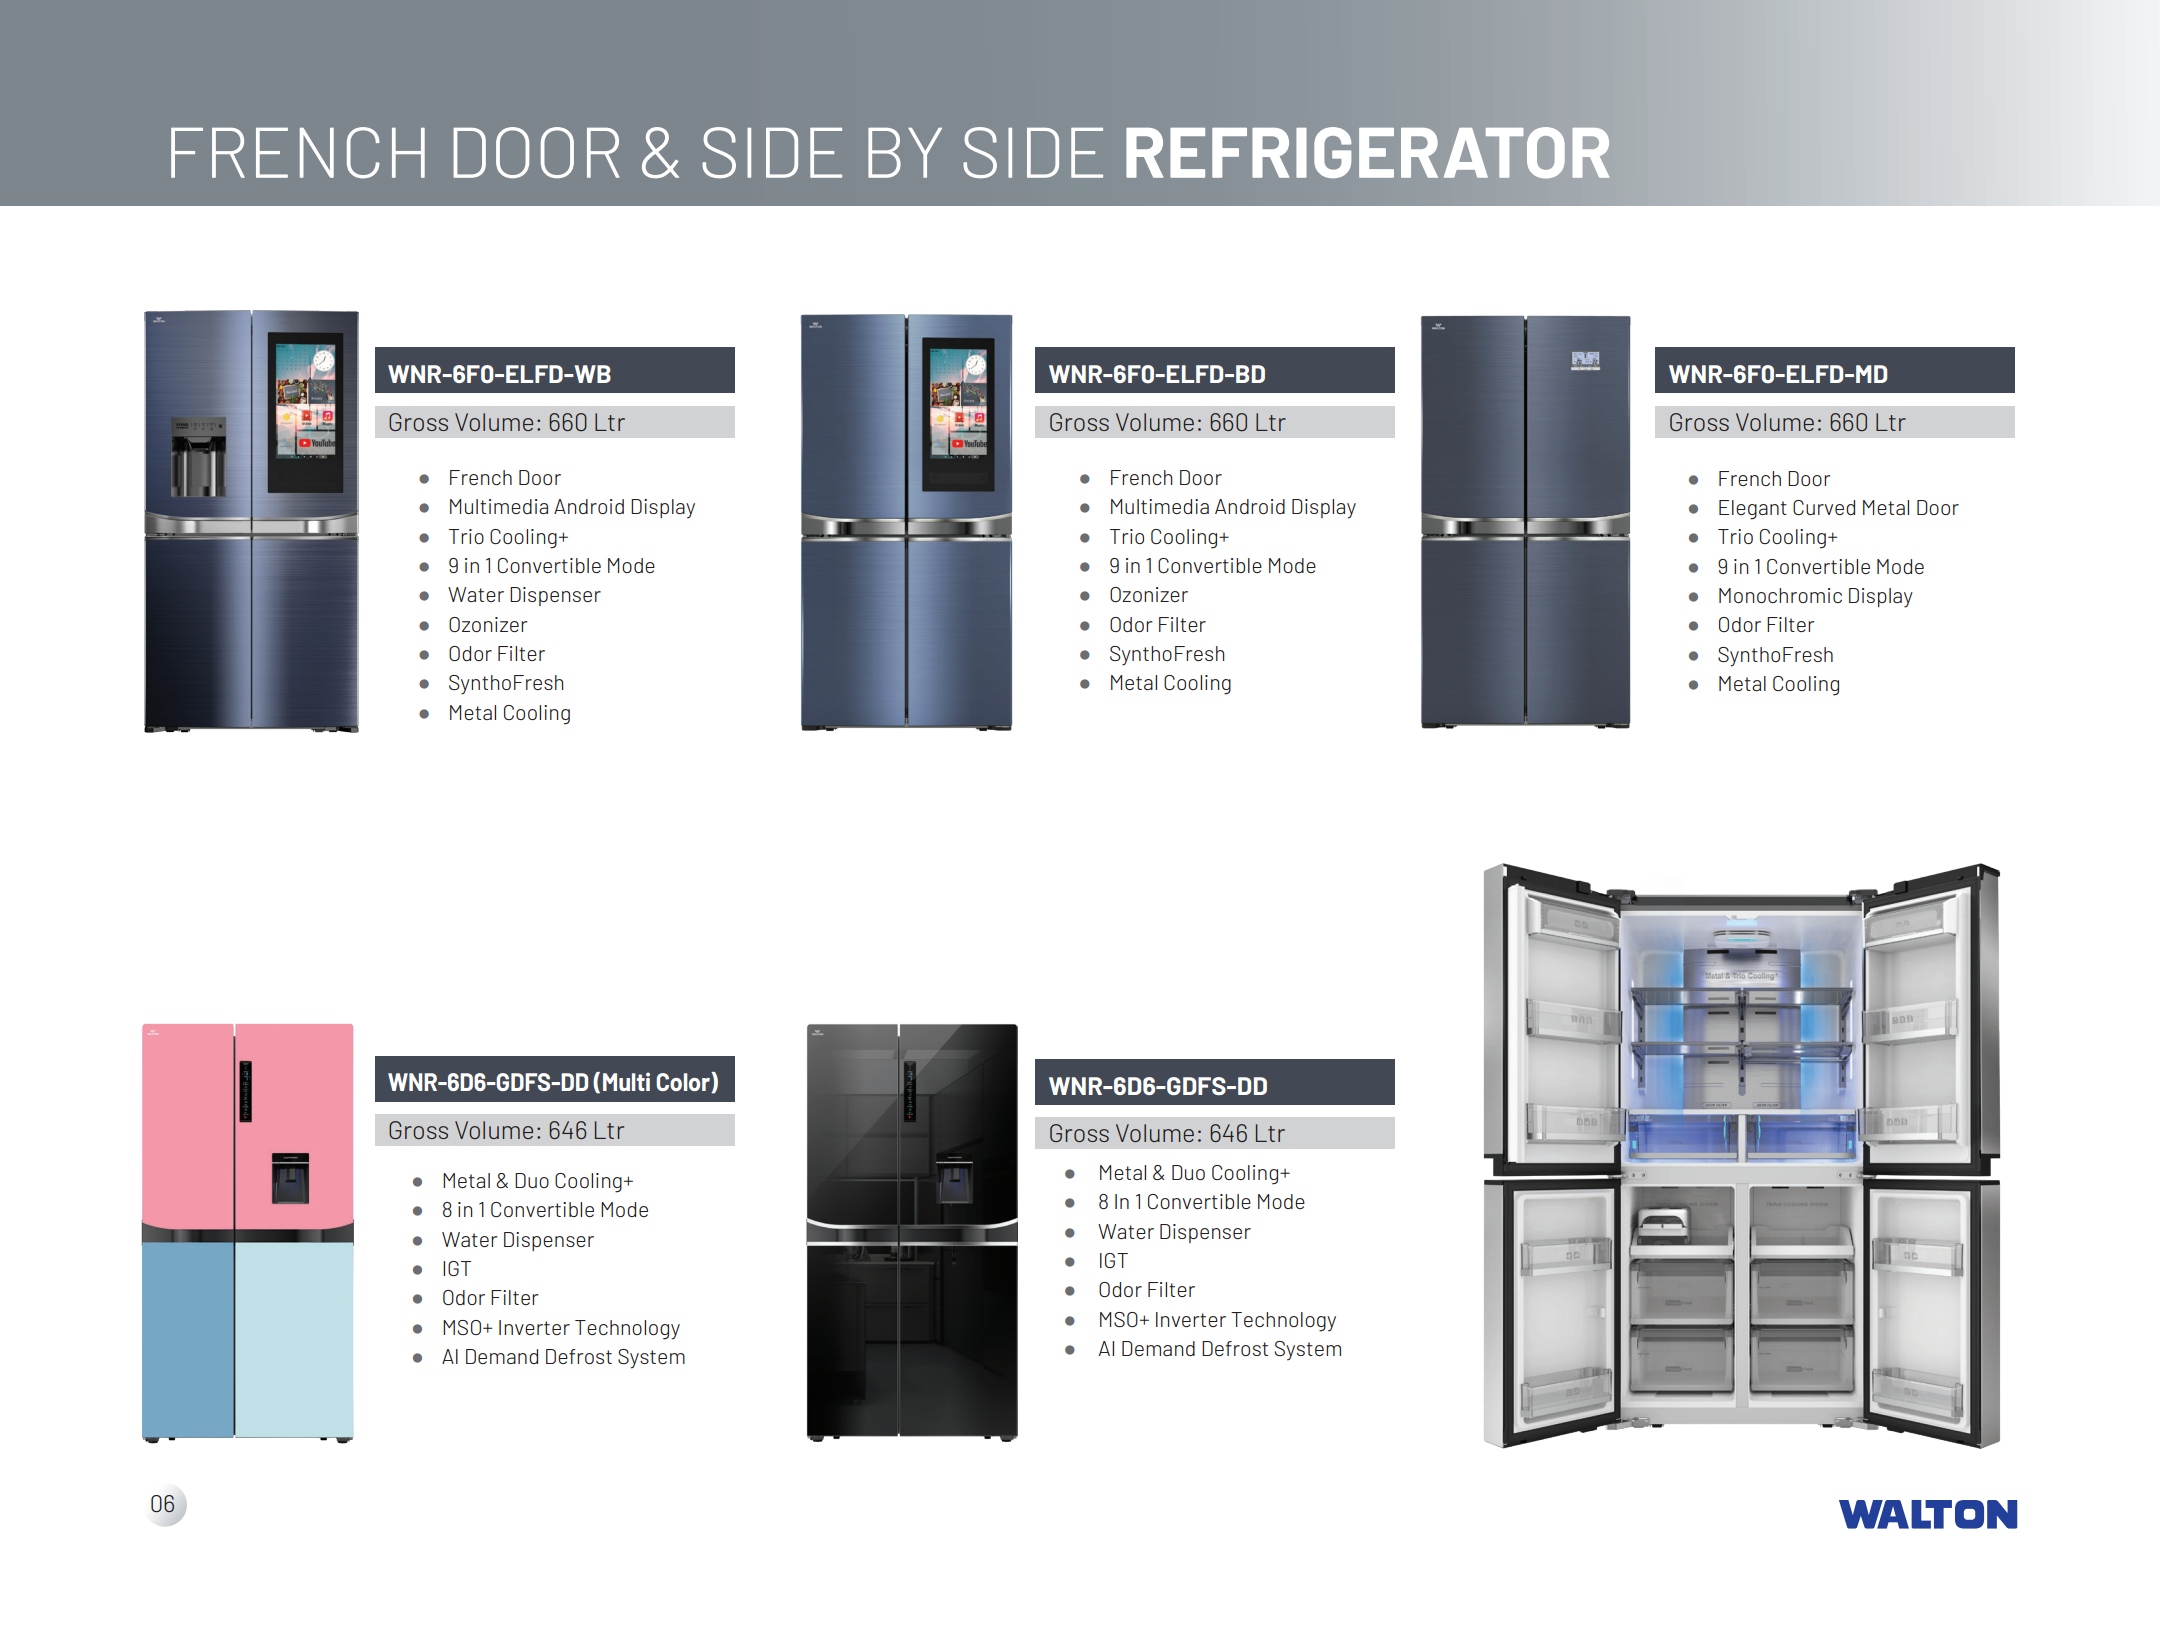 FRENCH DOOR & SIDE BY SIDE REFRIGERATOR
WNR-6F0-ELFD-WB
Gross Volume: 660 Ltr
● French Door
● Multimedia Android Display
● Trio Cooling+
● 9 in 1 Convertible Mode
● Water Dispenser
● Ozonizer
● Odor Filter
● SynthoFresh
● Metal Cooling
YouTube
WNR-6F0-ELFD-BD
Gross Volume: 660 Ltr
● French Door
● Multimedia Android Display
● Trio Cooling+
● 9 in 1 Convertible Mode
● Ozonizer
● Odor Filter
● SynthoFresh
● Metal Cooling
YouTube
WNR-6F0-ELFD-MD
Gross Volume: 660 Ltr
● French Door
● Elegant Curved Metal Door
● Trio Cooling+
● 9 in 1 Convertible Mode
● Monochromic Display
● Odor Filter
● SynthoFresh
● Metal Cooling
WNR-6D6-GDFS-DD (Multi Color)
Gross Volume: 646 Ltr
● Metal & Duo Cooling+
● 8 in 1 Convertible Mode
● Water Dispenser
● IGT
● Odor Filter
● MSO+ Inverter Technology
● AI Demand Defrost System
WNR-6D6-GDFS-DD
Gross Volume: 646 Ltr
● Metal & Duo Cooling+
● 8 In 1 Convertible Mode
● Water Dispenser
● IGT
● Odor Filter
● MSO+ Inverter Technology
● AI Demand Defrost System
Metal & Trio Cooling+
06
WALTON